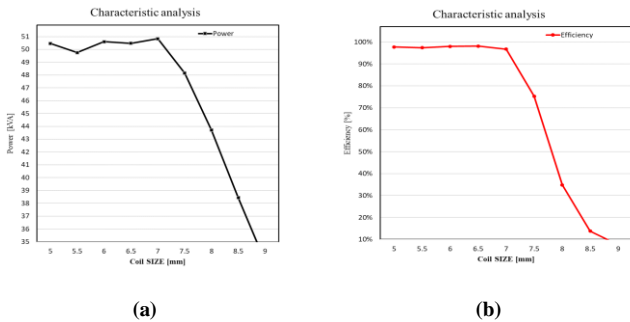 Characteristic analysis
Power
51
50
49
48
47
46
45
44
43
42
41
40
39
38
37
36
35
Power [kVA]
5 5.5 6 6.5 7 7.5 8 8.5 9
Coil SIZE [mm]
(a)
Characteristic analysis
Efficiency
100%
90%
80%
70%
60%
50%
40%
30%
20%
10%
Efficiency [%]
5 5.5 6 6.5 7 7.5 8 8.5 9
Coil SIZE [mm]
(b)